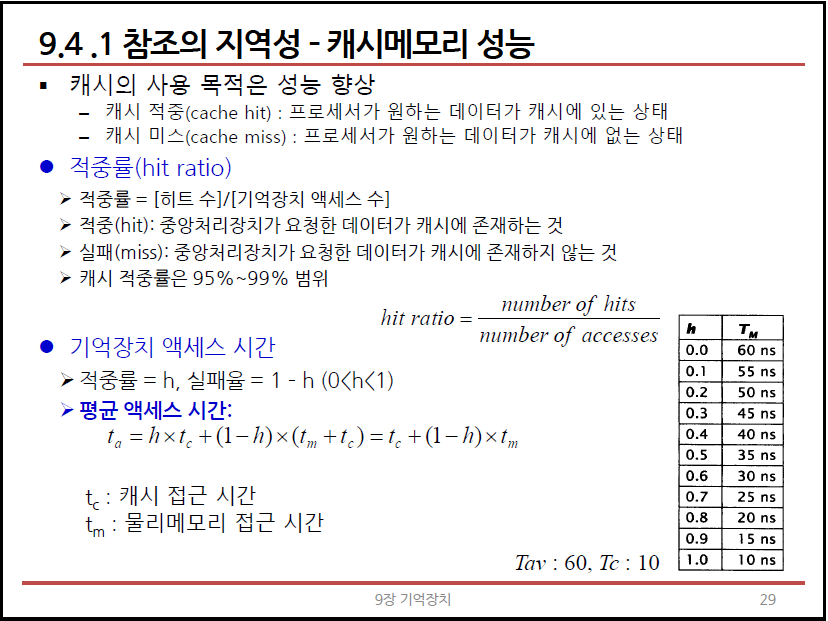 9.4 .1 참조의 지역성 – 캐시메모리 성능
▪ 캐시의 사용 목적은 성능 향상
– 캐시 적중(cache hit) : 프로세서가 원하는 데이터가 캐시에 있는 상태
– 캐시 미스(cache miss) : 프로세서가 원하는 데이터가 캐시에 없는 상태
● 적중률(hit ratio)
➢ 적중률 = [히트 수]/[기억장치 액세스 수]
➢ 적중(hit): 중앙처리장치가 요청한 데이터가 캐시에 존재하는 것
➢ 실패(miss): 중앙처리장치가 요청한 데이터가 캐시에 존재하지 않는 것
➢ 캐시 적중률은 95%~99% 범위
hit ratio = number of hits / number of accesses
● 기억장치 액세스 시간
➢ 적중률 = h, 실패율 = 1 - h (0<h<1)
➢ 평균 액세스 시간:
t_a = h×t_c +(1−h)×(t_m +t_c) = t_c +(1−h)×t_m
t_c : 캐시 접근 시간
t_m : 물리메모리 접근 시간
h T_M
0.0 60 ns
0.1 55 ns
0.2 50 ns
0.3 45 ns
0.4 40 ns
0.5 35 ns
0.6 30 ns
0.7 25 ns
0.8 20 ns
0.9 15 ns
1.0 10 ns
Tav : 60, Tc : 10
9장 기억장치
29